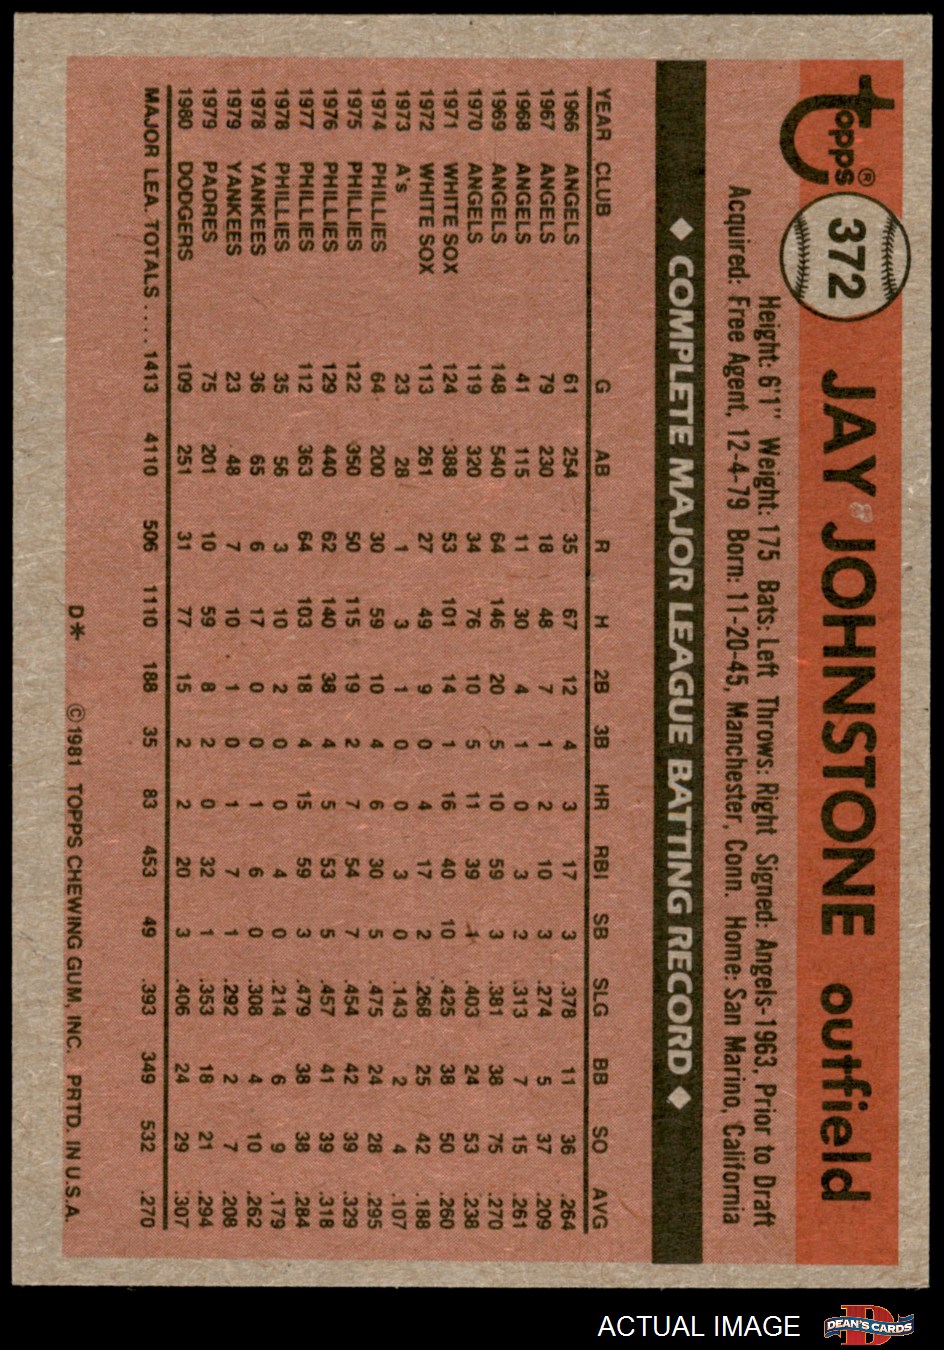 Topps®
372
JAY JOHNSTONE outfield
Height: 6'1" Weight: 175 Bats: Left Throws: Right Signed: Angels-1963, Prior to Draft
Acquired: Free Agent, 12-4-79 Born: 11-20-45, Manchester, Conn. Home: San Marino, California
◆ COMPLETE MAJOR LEAGUE BATTING RECORD ◆
YEAR CLUB G AB R H 2B 3B HR RBI SB SLG BB SO AVG
1966 ANGELS 61 254 35 67 12 4 3 17 3 .378 11 36 .264
1967 ANGELS 79 230 18 48 7 1 2 10 3 .274 5 37 .209
1968 ANGELS 41 115 11 30 4 1 0 3 2 .313 7 15 .261
1969 ANGELS 148 540 64 146 20 5 10 59 3 .381 38 75 .270
1970 ANGELS 119 320 34 76 10 5 11 39 1 .403 24 53 .238
1971 WHITE SOX 124 388 53 101 14 1 16 40 10 .425 38 50 .260
1972 WHITE SOX 113 261 27 49 9 0 4 17 2 .268 25 42 .188
1973 A's 23 28 1 3 1 0 0 3 0 .143 2 4 .107
1974 PHILLIES 64 200 30 59 10 4 6 30 5 .475 24 28 .295
1975 PHILLIES 122 350 50 115 19 2 7 54 7 .454 42 39 .329
1976 PHILLIES 129 440 62 140 38 4 5 53 5 .457 41 39 .318
1977 PHILLIES 112 363 64 103 18 4 15 59 3 .479 38 38 .284
1978 PHILLIES 35 56 3 10 2 0 0 4 0 .214 6 9 .179
1978 YANKEES 36 65 6 17 0 0 1 6 0 .308 4 10 .262
1979 YANKEES 23 48 7 10 1 0 1 7 1 .292 2 7 .208
1979 PADRES 75 201 10 59 8 2 0 32 1 .353 18 21 .294
1980 DODGERS 109 251 31 77 15 2 2 20 3 .406 24 29 .307
MAJOR LEA. TOTALS .... 1413 4110 506 1110 188 35 83 453 49 .393 349 532 .270
D* ©1981 TOPPS CHEWING GUM, INC. PRTD. IN U.S.A.
ACTUAL IMAGE
D
DEAN'S CARDS